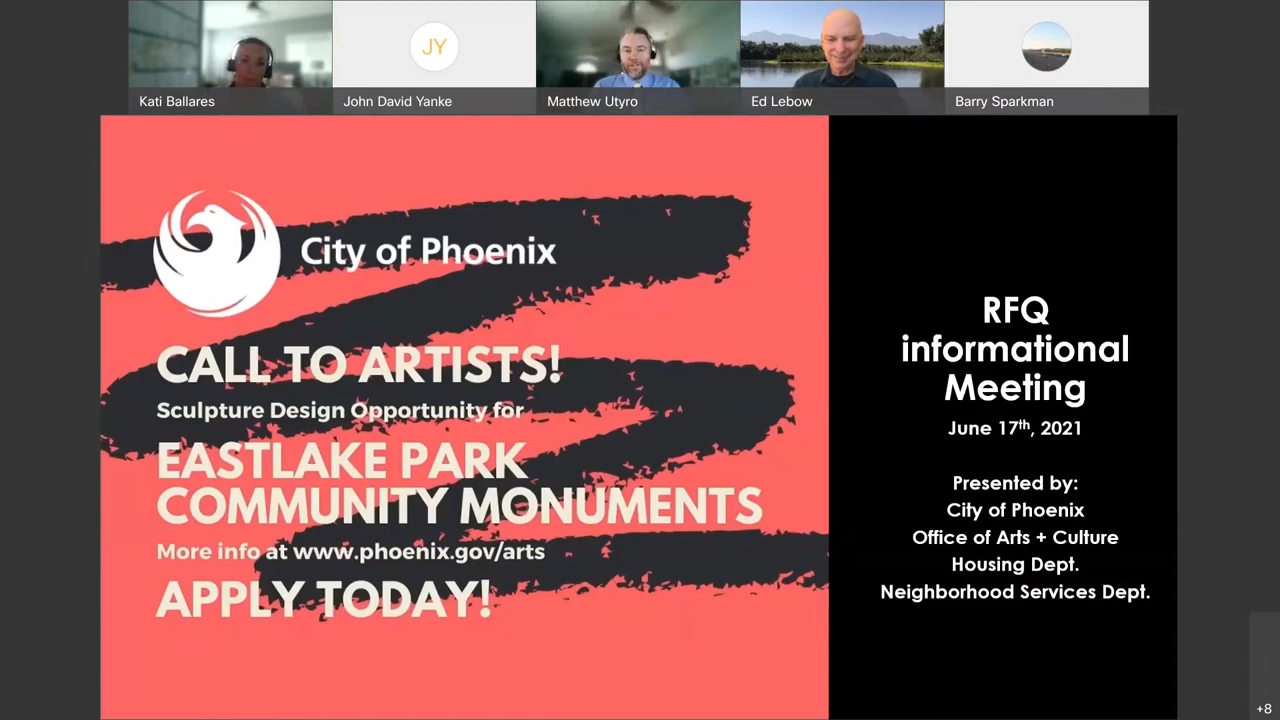 JY
Kati Ballares
John David Yanke
Matthew Utyro
Ed Lebow
Barry Sparkman
City of Phoenix
CALL TO ARTISTS!
Sculpture Design Opportunity for
EASTLAKE PARK
COMMUNITY MONUMENTS
More info at www.phoenix.gov/arts
APPLY TODAY!
RFQ
informational
Meeting
June 17th, 2021
Presented by:
City of Phoenix
Office of Arts + Culture
Housing Dept.
Neighborhood Services Dept.
+8